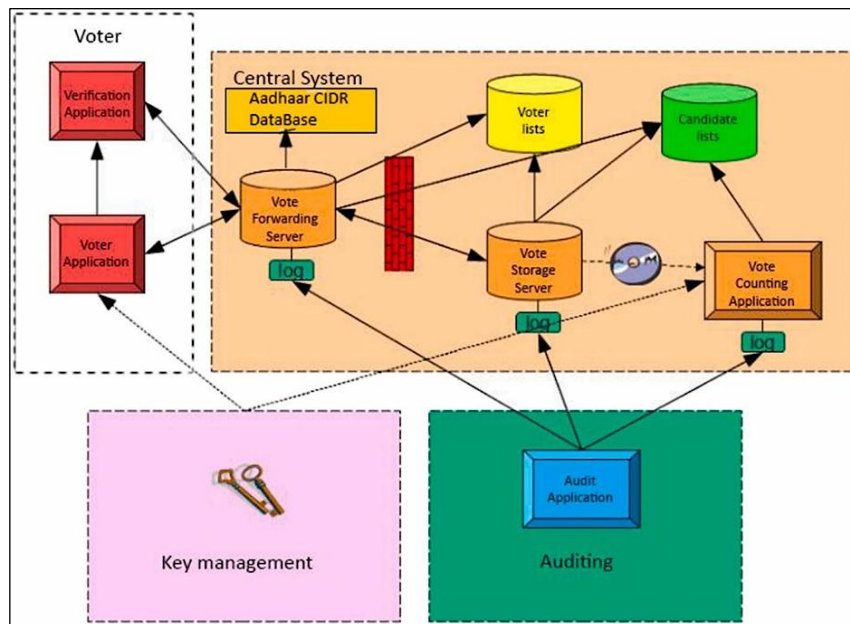 Voter
Verification
Application
Voter
Application
Central System
Aadhaar CIDR
DataBase
Voter
lists
Candidate
lists
Vote
Forwarding
Server
log
Vote
Storage
Server
log
Vote
Counting
Application
log
Key management
Audit
Application
Auditing